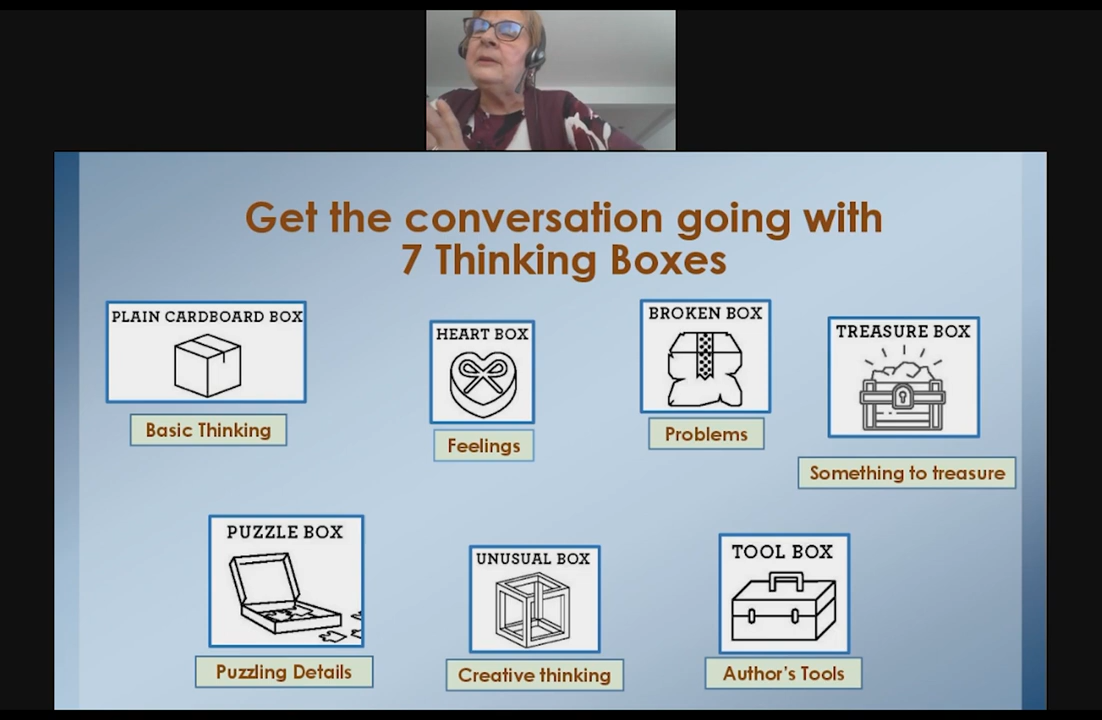 Get the conversation going with
7 Thinking Boxes
PLAIN CARDBOARD BOX
Basic Thinking
HEART BOX
Feelings
BROKEN BOX
Problems
TREASURE BOX
Something to treasure
PUZZLE BOX
Puzzling Details
UNUSUAL BOX
Creative thinking
TOOL BOX
Author's Tools